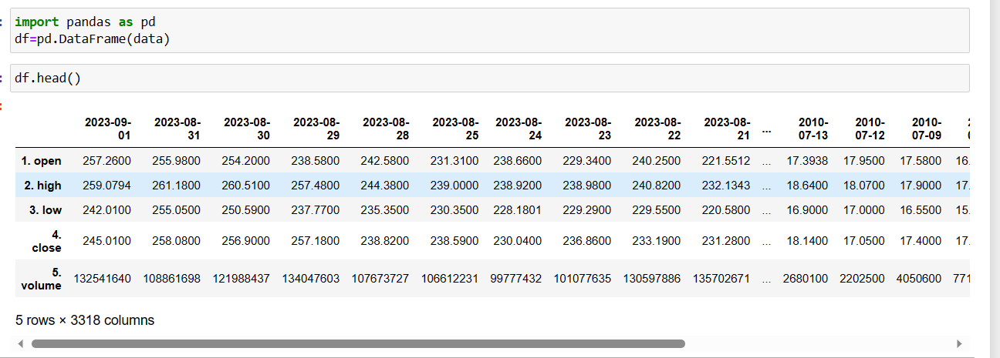 import pandas as pd
df=pd.DataFrame(data)
df.head()
2023-09- 2023-08- 2023-08- 2023-08- 2023-08- 2023-08- 2023-08- 2023-08- 2023-08- 2023-08- ... 2010- 2010- 2010-
01 31 30 29 28 25 24 23 22 21 07-13 07-12 07-09
1. open 257.2600 255.9800 254.2000 238.5800 242.5800 231.3100 238.6600 229.3400 240.2500 221.5512 ... 17.3938 17.9500 17.5800 16.
2. high 259.0794 261.1800 260.5100 257.4800 244.3800 239.0000 238.9200 238.9800 240.8200 232.1343 ... 18.6400 18.0700 17.9000 17.
3. low 242.0100 255.0500 250.5900 237.7700 235.3500 230.3500 228.1801 229.2900 229.5500 220.5800 ... 16.9000 17.0000 16.5500 15.
4.
close 245.0100 258.0800 256.9000 257.1800 238.8200 238.5900 230.0400 236.8600 233.1900 231.2800 ... 18.1400 17.0500 17.4000 17.
5.
volume 132541640 108861698 121988437 134047603 107673727 106612231 99777432 101077635 130597886 135702671 ... 2680100 2202500 4050600 771
5 rows × 3318 columns